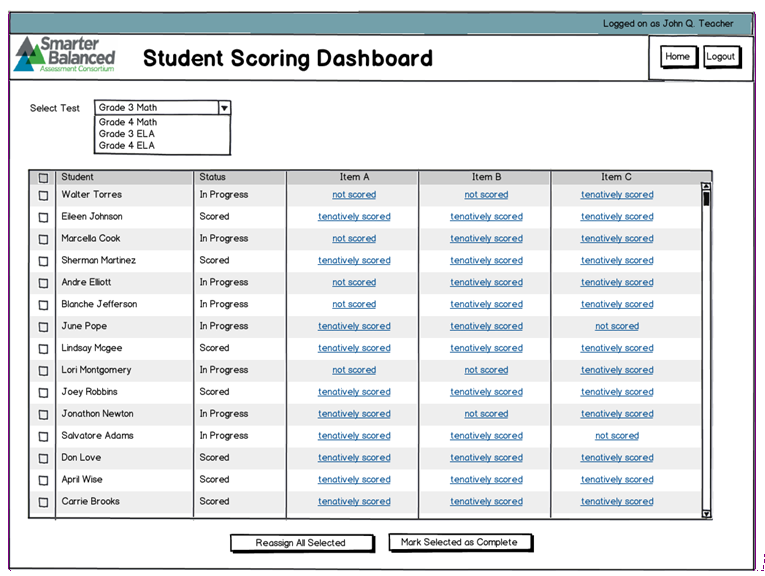 Logged on as John Q. Teacher
Smarter
Balanced
Assessment Consortium
Student Scoring Dashboard
Home Logout
Select Test Grade 3 Math
Grade 4 Math
Grade 3 ELA
Grade 4 ELA
Student Status Item A Item B Item C
Walter Torres In Progress not scored not scored tenatively scored
Eileen Johnson Scored tenatively scored tenatively scored tenatively scored
Marcella Cook In Progress not scored tenatively scored tenatively scored
Sherman Martinez Scored tenatively scored tenatively scored tenatively scored
Andre Elliott In Progress not scored tenatively scored tenatively scored
Blanche Jefferson In Progress not scored tenatively scored tenatively scored
June Pope In Progress tenatively scored tenatively scored not scored
Lindsay Mcgee Scored tenatively scored tenatively scored tenatively scored
Lori Montgomery In Progress not scored not scored tenatively scored
Joey Robbins Scored tenatively scored tenatively scored tenatively scored
Jonathon Newton In Progress tenatively scored not scored tenatively scored
Salvatore Adams In Progress tenatively scored tenatively scored not scored
Don Love Scored tenatively scored tenatively scored tenatively scored
April Wise Scored tenatively scored tenatively scored tenatively scored
Carrie Brooks Scored tenatively scored tenatively scored tenatively scored
Reassign All Selected Mark Selected as Complete